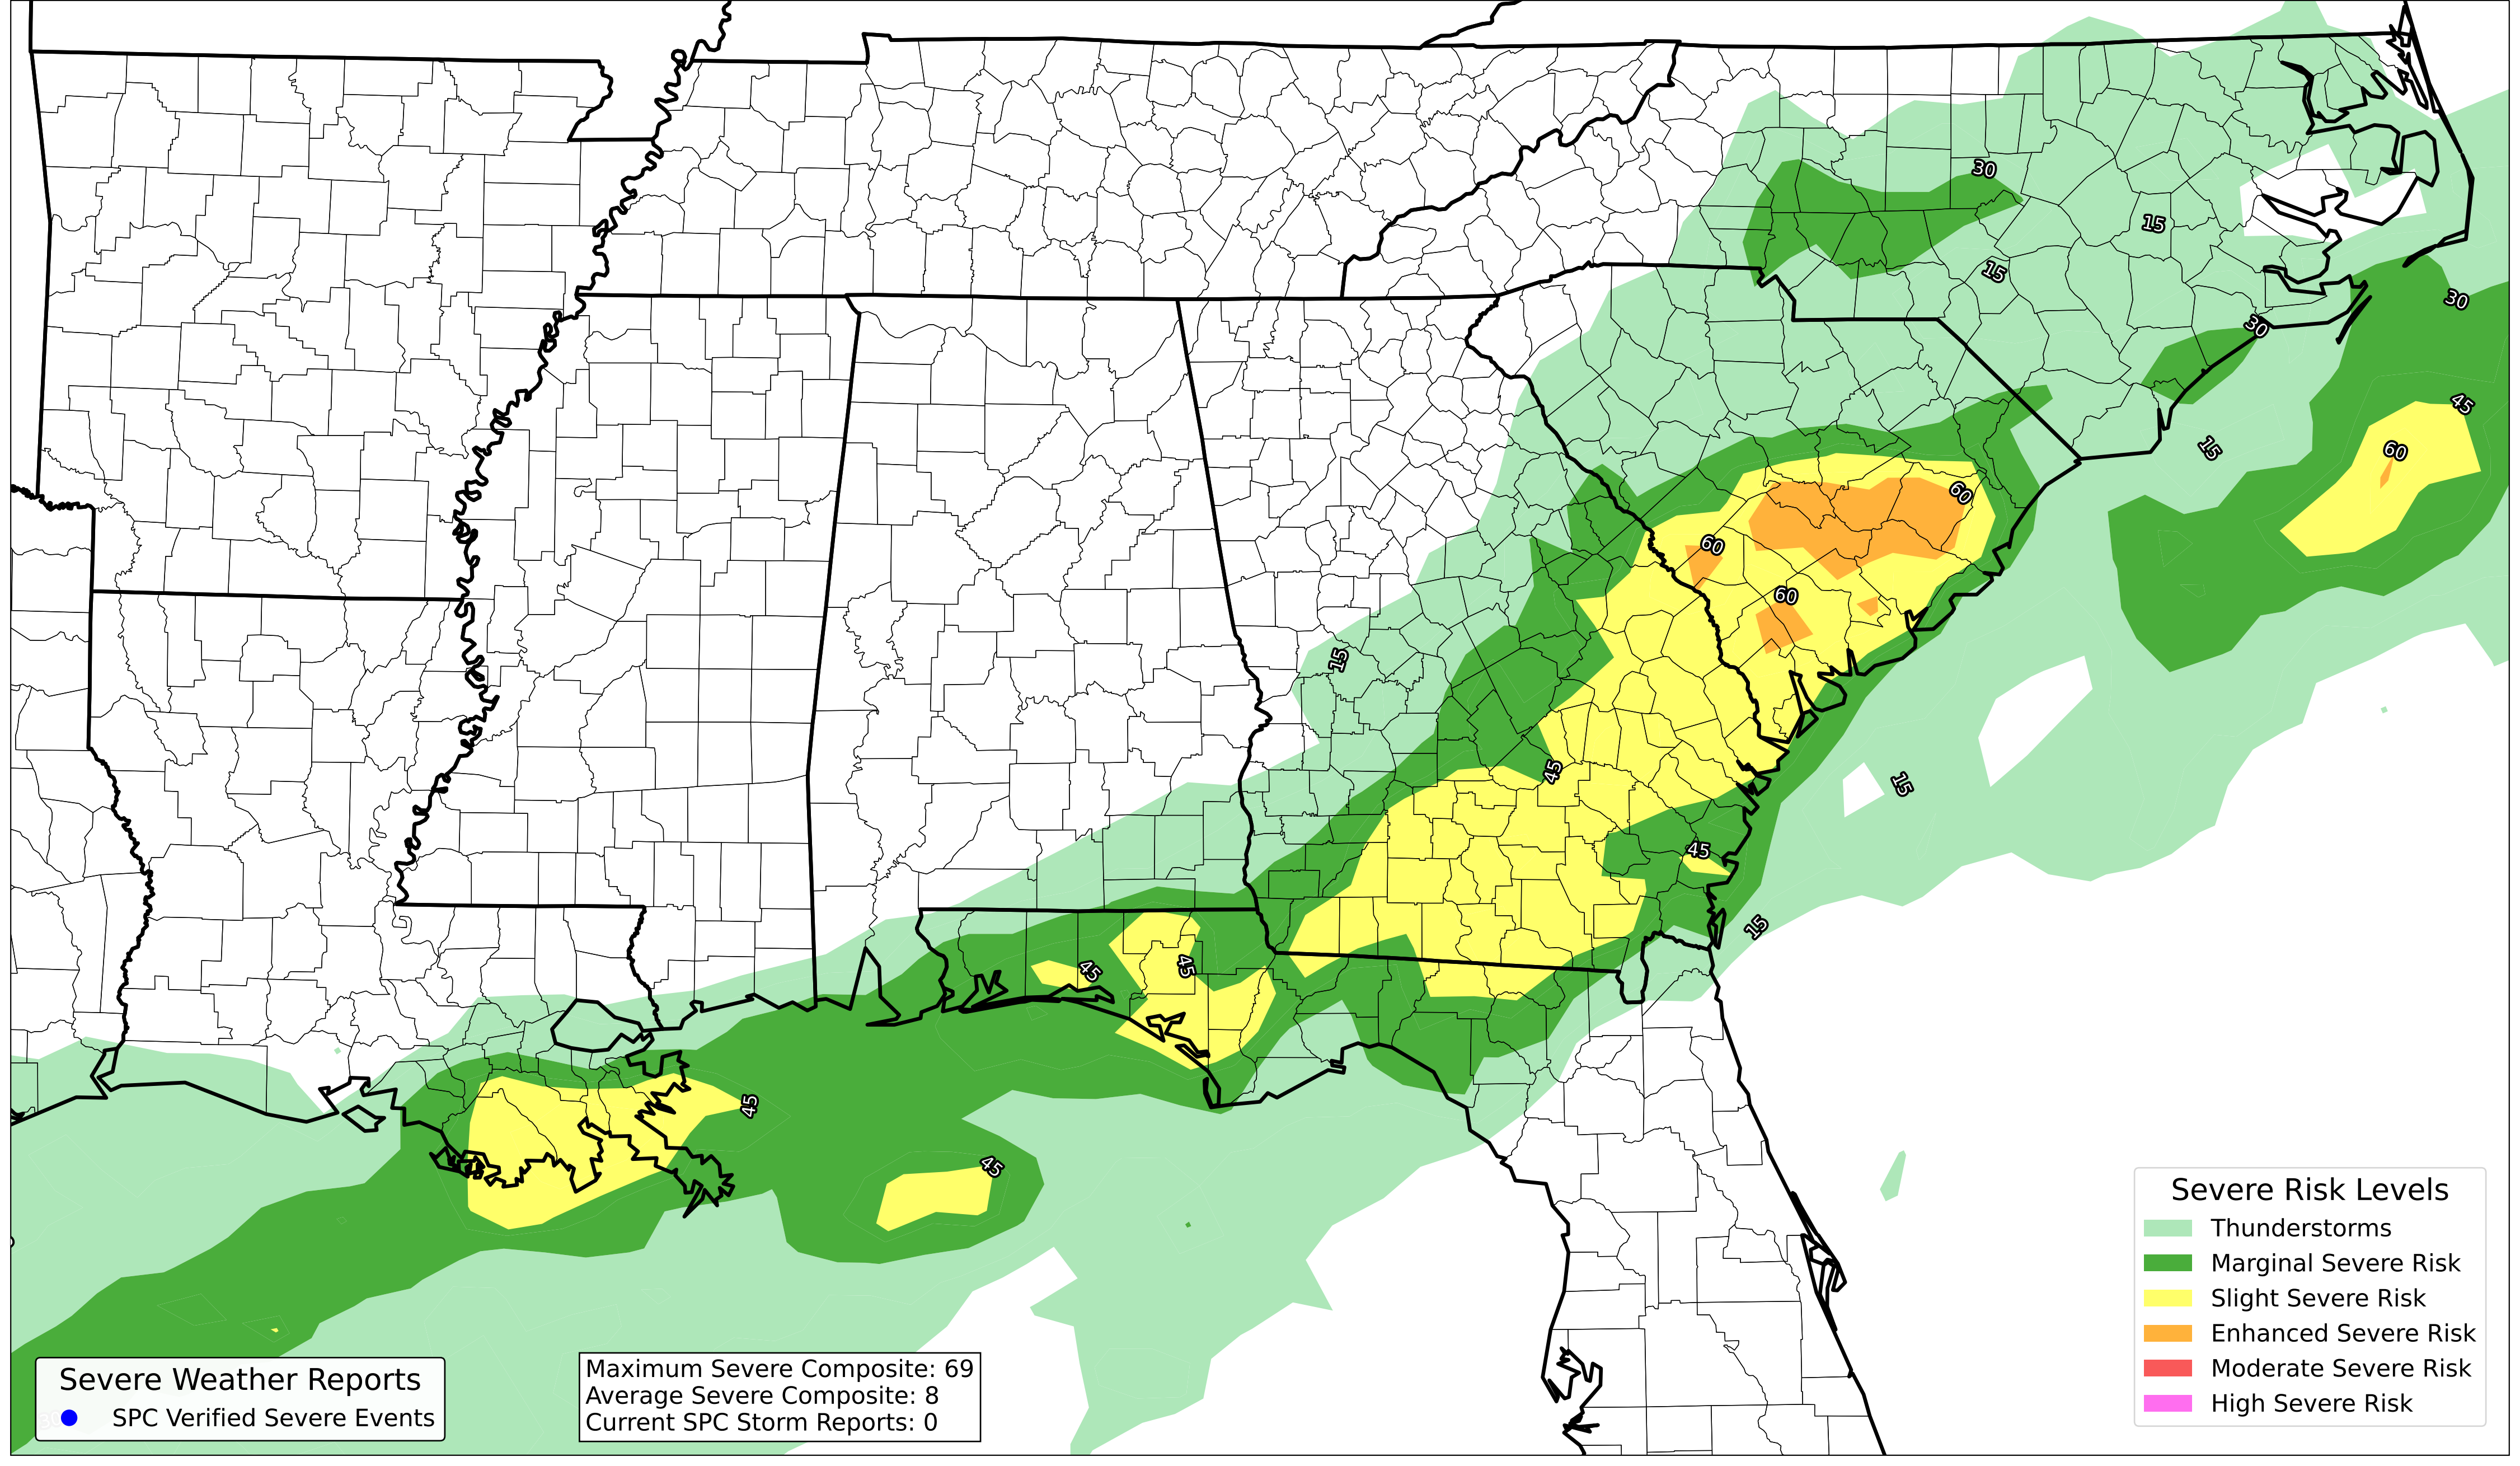 30
15
15
30
30
45
60
15
60
60
60
15
45
15
45
15
45
45
45
45
Severe Risk Levels
Thunderstorms
Marginal Severe Risk
Slight Severe Risk
Enhanced Severe Risk
Moderate Severe Risk
High Severe Risk
Severe Weather Reports
SPC Verified Severe Events
Maximum Severe Composite: 69
Average Severe Composite: 8
Current SPC Storm Reports: 0